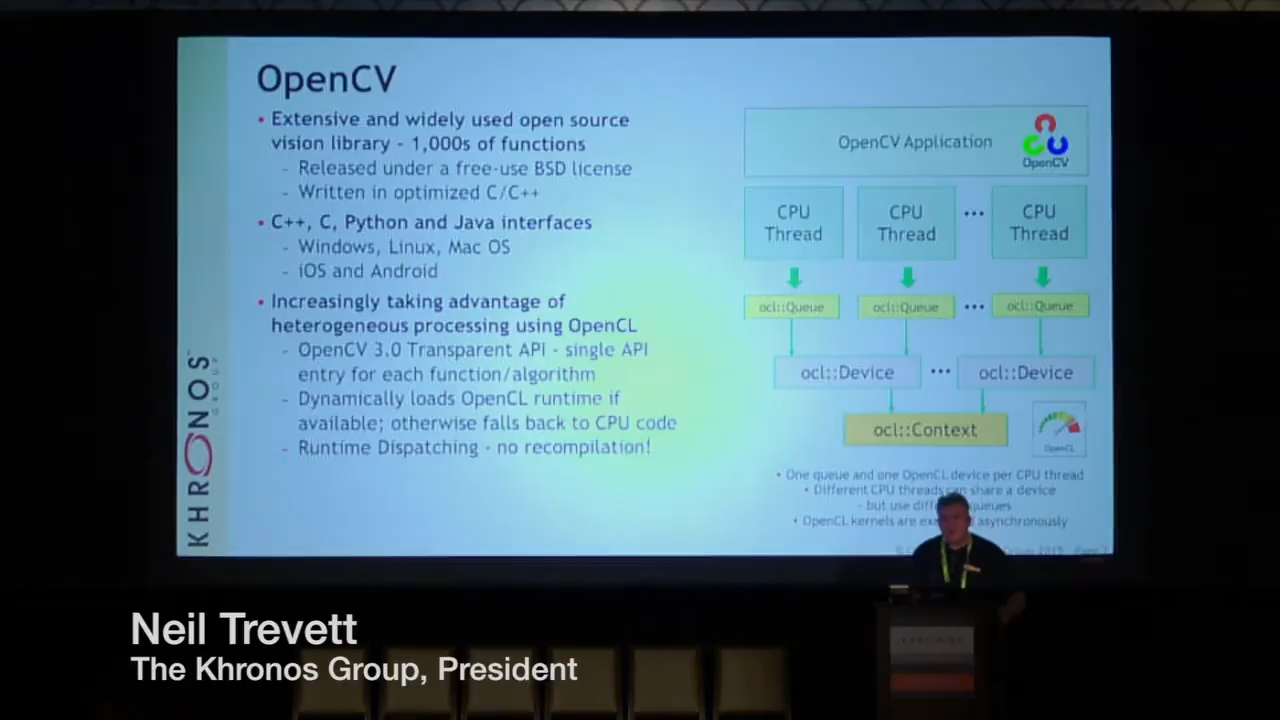 OpenCV
• Extensive and widely used open source
vision library - 1,000s of functions
- Released under a free-use BSD license
- Written in optimized C/C++
• C++, C, Python and Java interfaces
- Windows, Linux, Mac OS
- iOS and Android
• Increasingly taking advantage of
heterogeneous processing using OpenCL
- OpenCV 3.0 Transparent API - single API
entry for each function/algorithm
- Dynamically loads OpenCL runtime if
available; otherwise falls back to CPU code
- Runtime Dispatching - no recompilation!
OpenCV Application
OpenCV
CPU
Thread
CPU
Thread
...
CPU
Thread
ocl::Queue
ocl::Queue
...
ocl::Queue
ocl::Device
...
ocl::Device
ocl::Context
OpenCL
• One queue and one OpenCL device per CPU thread
• Different CPU threads can share a device
- but use queues
• OpenCL kernels are asynchronously
KHRONOS
GROUP
Neil Trevett
The Khronos Group, President